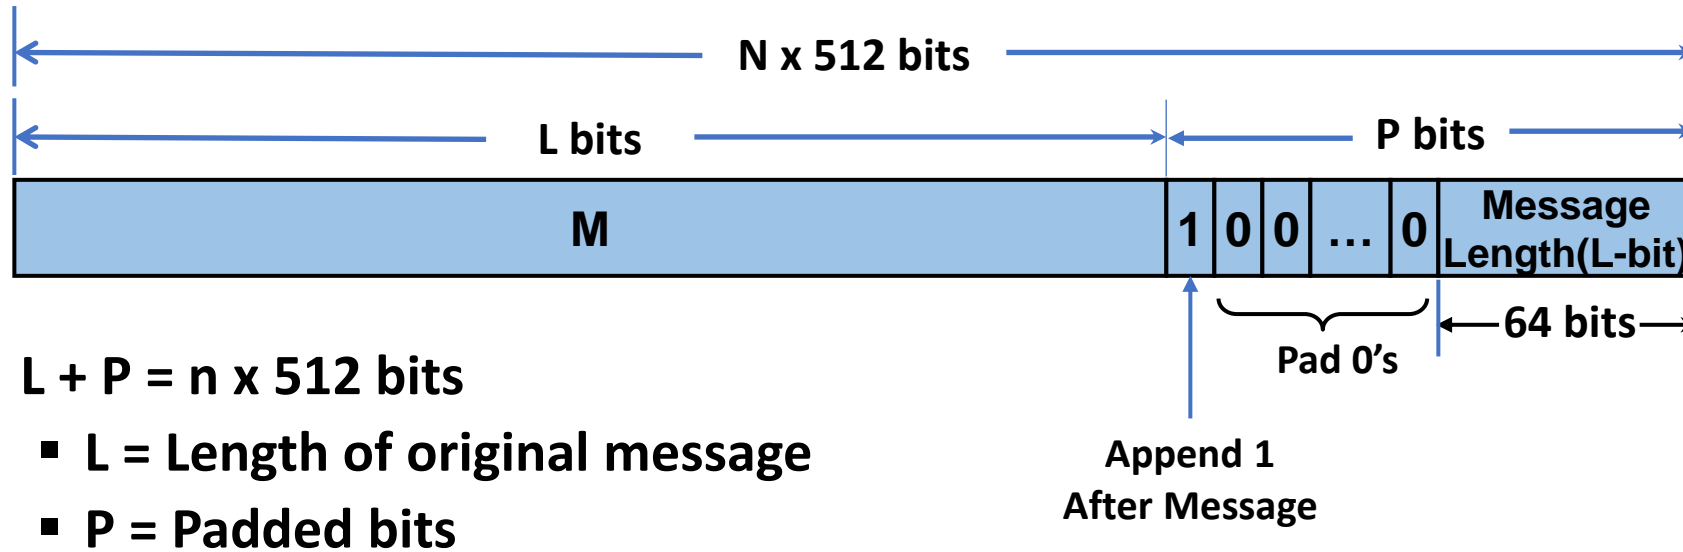 N x 512 bits
L bits
P bits
M
1 0 0 ... 0
Message
Length(L-bit)
64 bits
Pad 0’s
L + P = n x 512 bits
▪ L = Length of original message
▪ P = Padded bits
Append 1
After Message